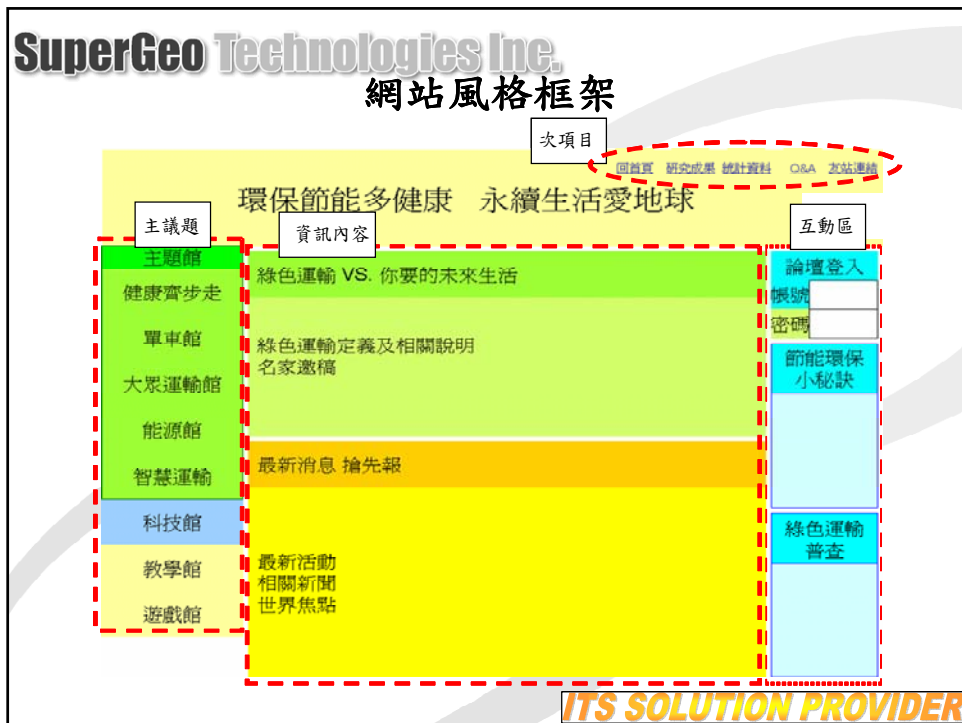 SuperGeo Technologies Inc.
網站風格框架
次項目
回首頁 研究成果 統計資料 Q&A 友站連結
環保節能多健康 永續生活愛地球
主議題
資訊內容
互動區
主題館
健康齊步走
單車館
大眾運輸館
能源館
智慧運輸
科技館
教學館
遊戲館
綠色運輸 VS. 你要的未來生活
綠色運輸定義及相關說明
名家邀稿
最新消息 搶先報
最新活動
相關新聞
世界焦點
論壇登入
帳號
密碼
節能環保
小秘訣
綠色運輸
普查
ITS SOLUTION PROVIDER